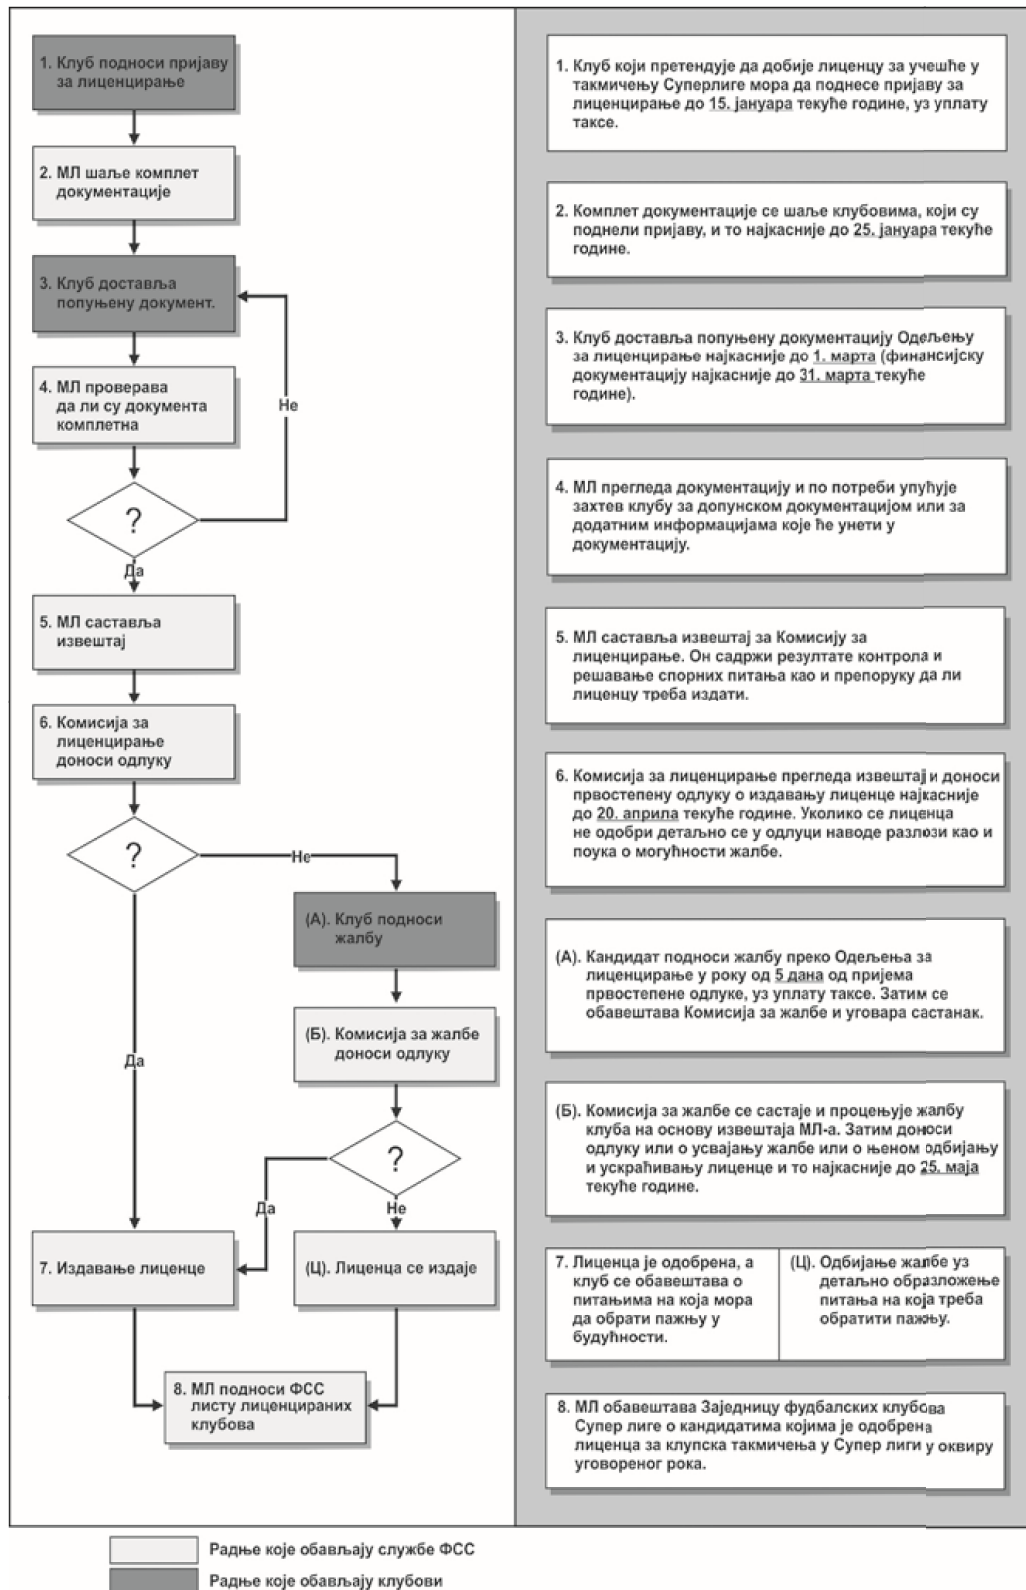 1. Клуб подноси пријаву
за лиценцирање
2. МЛ шаље комплет
документације
3. Клуб доставља
попуњену документ.
4. МЛ проверава
да ли су документа
комплетна
Не
?
Да
5. МЛ саставља
извештај
6. Комисија за
лиценцирање
доноси одлуку
?
Не
(А). Клуб подноси
жалбу
(Б). Комисија за жалбе
доноси одлуку
Да
?
Да
Не
7. Издавање лиценце
(Ц). Лиценца се издаје
8. МЛ подноси ФСС
листу лиценцираних
клубова
1. Клуб који претендује да добије лиценцу за учешће у
такмичењу Суперлиге мора да поднесе пријаву за
лиценцирање до 15. јануара текуће године, уз уплату
таксе.
2. Комплет документације се шаље клубовима, који су
поднели пријаву, и то најкасније до 25. јануара текуће
године.
3. Клуб доставља попуњену документацију Одељењу
за лиценцирање најкасније до 1. марта (финансијску
документацију најкасније до 31. марта текуће
године).
4. МЛ прегледа документацију и по потреби упућује
захтев клубу за допунском документацијом или за
додатним информацијама које ће унети у
документацију.
5. МЛ саставља извештај за Комисију за
лиценцирање. Он садржи резултате контрола и
решавање спорних питања као и препоруку да ли
лиценцу треба издати.
6. Комисија за лиценцирање прегледа извештај и доноси
првостепену одлуку о издавању лиценце најкасније
до 20. априла текуће године. Уколико се лиценца
не одобри детаљно се у одлуци наводе разлози као и
поука о могућности жалбе.
(А). Кандидат подноси жалбу преко Одељења за
лиценцирање у року од 5 дана од пријема
првостепене одлуке, уз уплату таксе. Затим се
обавештава Комисија за жалбе и уговара састанак.
(Б). Комисија за жалбе се састаје и процењује жалбу
клуба на основу извештаја МЛ-а. Затим доноси
одлуку или о усвајању жалбе или о њеном одбијању
и ускраћивању лиценце и то најкасније до 25. маја
текуће године.
7. Лиценца је одобрена, а
клуб се обавештава о
питањима на која мора
да обрати пажњу у
будућности.
(Ц). Одбијање жалбе уз
детаљно образложење
питања на која треба
обратити пажњу.
8. МЛ обавештава Заједницу фудбалских клубова
Супер лиге о кандидатима којима је одобрена
лиценца за клупска такмичења у Супер лиги у оквиру
уговореног рока.
Радње које обављају службе ФСС
Радње које обављају клубови